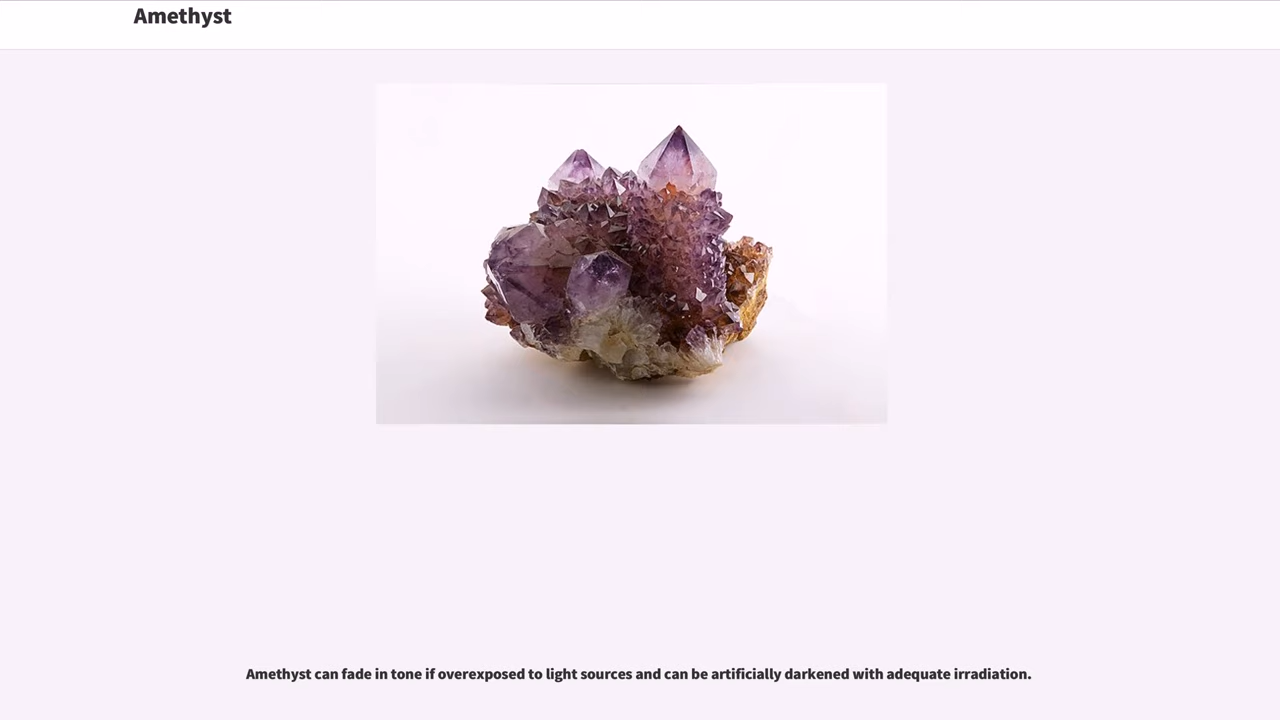 Amethyst
Amethyst can fade in tone if overexposed to light sources and can be artificially darkened with adequate irradiation.